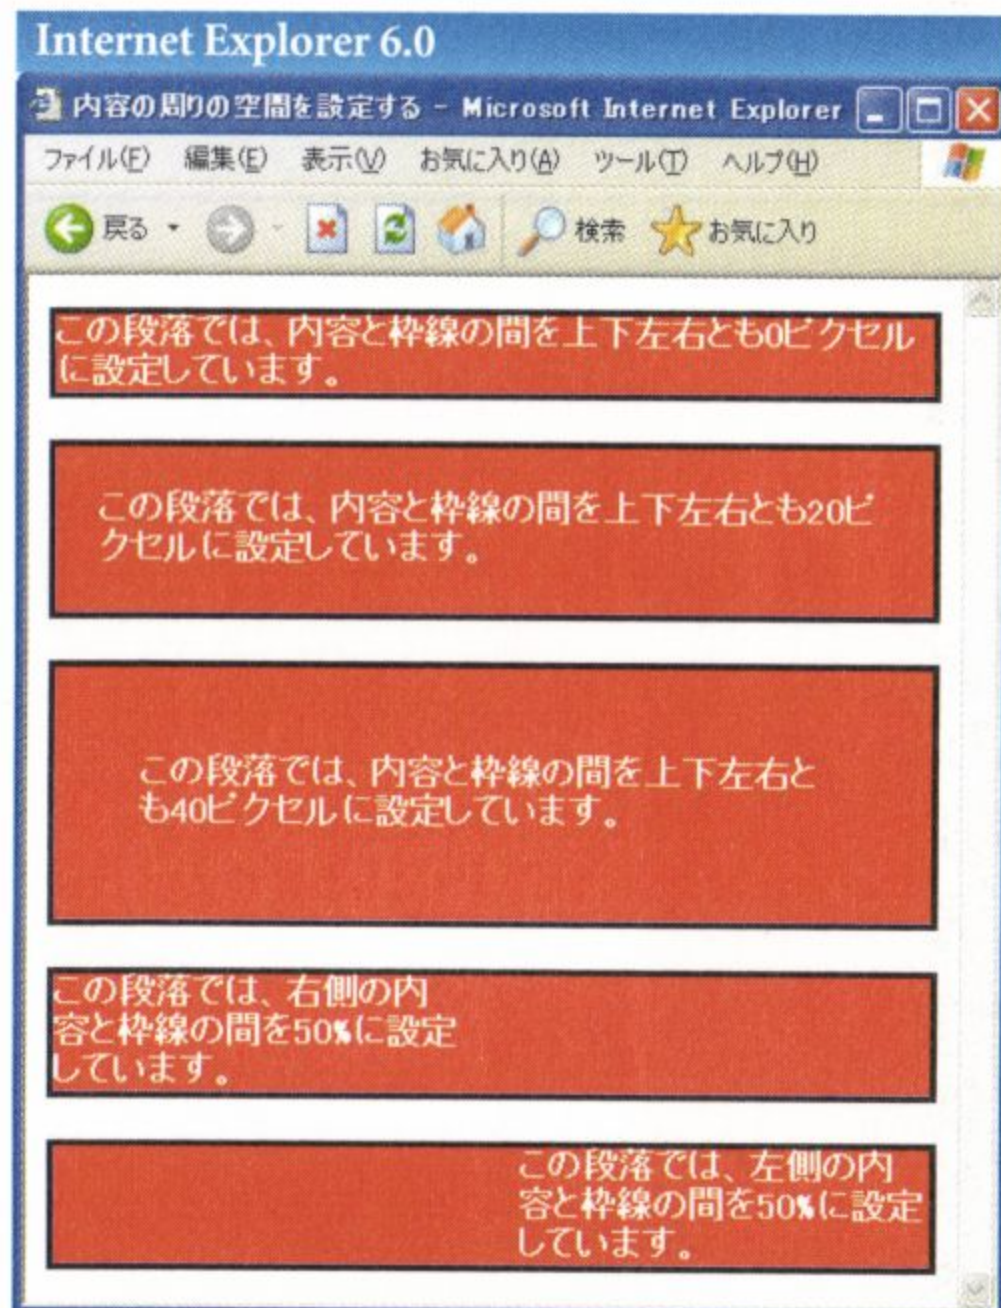 Internet Explorer 6.0
内容の周りの空間を設定する - Microsoft Internet Explorer
ファイル(F) 編集(E) 表示(V) お気に入り(A) ツール(T) ヘルプ(H)
戻る 検索 お気に入り
この段落では、内容と枠線の間を上下左右とも0ピクセル
に設定しています。
この段落では、内容と枠線の間を上下左右とも20ピ
クセルに設定しています。
この段落では、内容と枠線の間を上下左右と
も40ピクセルに設定しています。
この段落では、右側の内
容と枠線の間を50%に設定
しています。
この段落では、左側の内
容と枠線の間を50%に設定
しています。